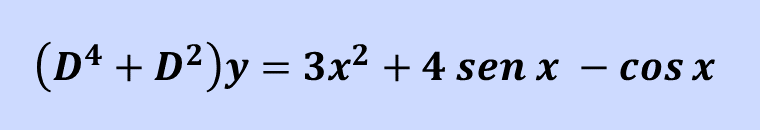 (D⁴ + D²)y = 3x² + 4 sen x − cos x